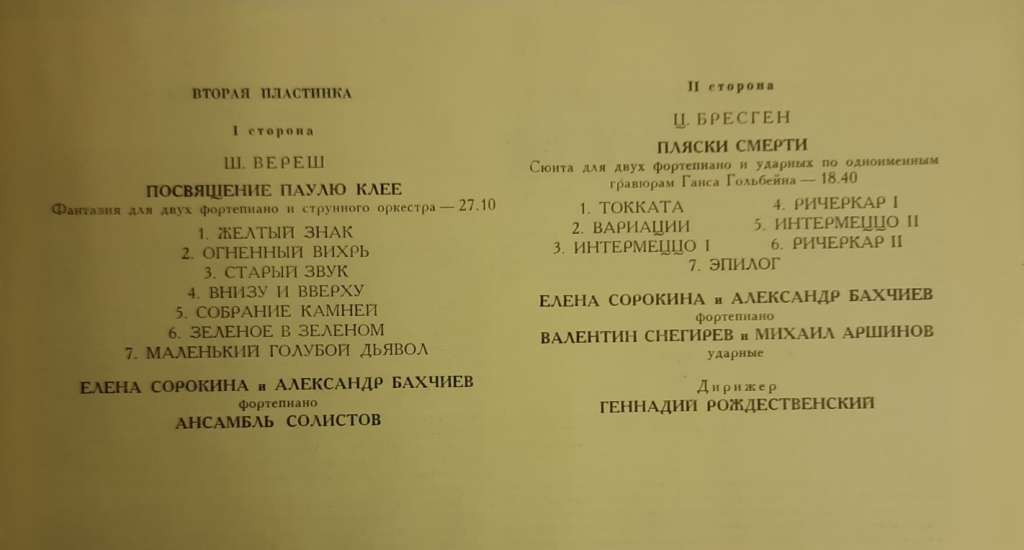 ВТОРАЯ ПЛАСТИНКА
I сторона
Ш. ВЕРЕШ
ПОСВЯЩЕНИЕ ПАУЛЮ КЛЕЕ
Фантазия для двух фортепиано и струнного оркестра — 27.10
1. ЖЕЛТЫЙ ЗНАК
2. ОГНЕННЫЙ ВИХРЬ
3. СТАРЫЙ ЗВУК
4. ВНИЗУ И ВВЕРХУ
5. СОБРАНИЕ КАМНЕЙ
6. ЗЕЛЕНОЕ В ЗЕЛЕНОМ
7. МАЛЕНЬКИЙ ГОЛУБОЙ ДЬЯВОЛ
ЕЛЕНА СОРОКИНА и АЛЕКСАНДР БАХЧИЕВ
фортепиано
АНСАМБЛЬ СОЛИСТОВ
II сторона
Ц. БРЕСГЕН
ПЛЯСКИ СМЕРТИ
Сюита для двух фортепиано и ударных по одноименным
гравюрам Ганса Гольбейна — 18.40
1. ТОККАТА
2. ВАРИАЦИИ
3. ИНТЕРМЕЦЦО I
4. РИЧЕРКАР I
5. ИНТЕРМЕЦЦО II
6. РИЧЕРКАР II
7. ЭПИЛОГ
ЕЛЕНА СОРОКИНА и АЛЕКСАНДР БАХЧИЕВ
фортепиано
ВАЛЕНТИН СНЕГИРЕВ и МИХАИЛ АРШИНОВ
ударные
Дирижер
ГЕННАДИЙ РОЖДЕСТВЕНСКИЙ